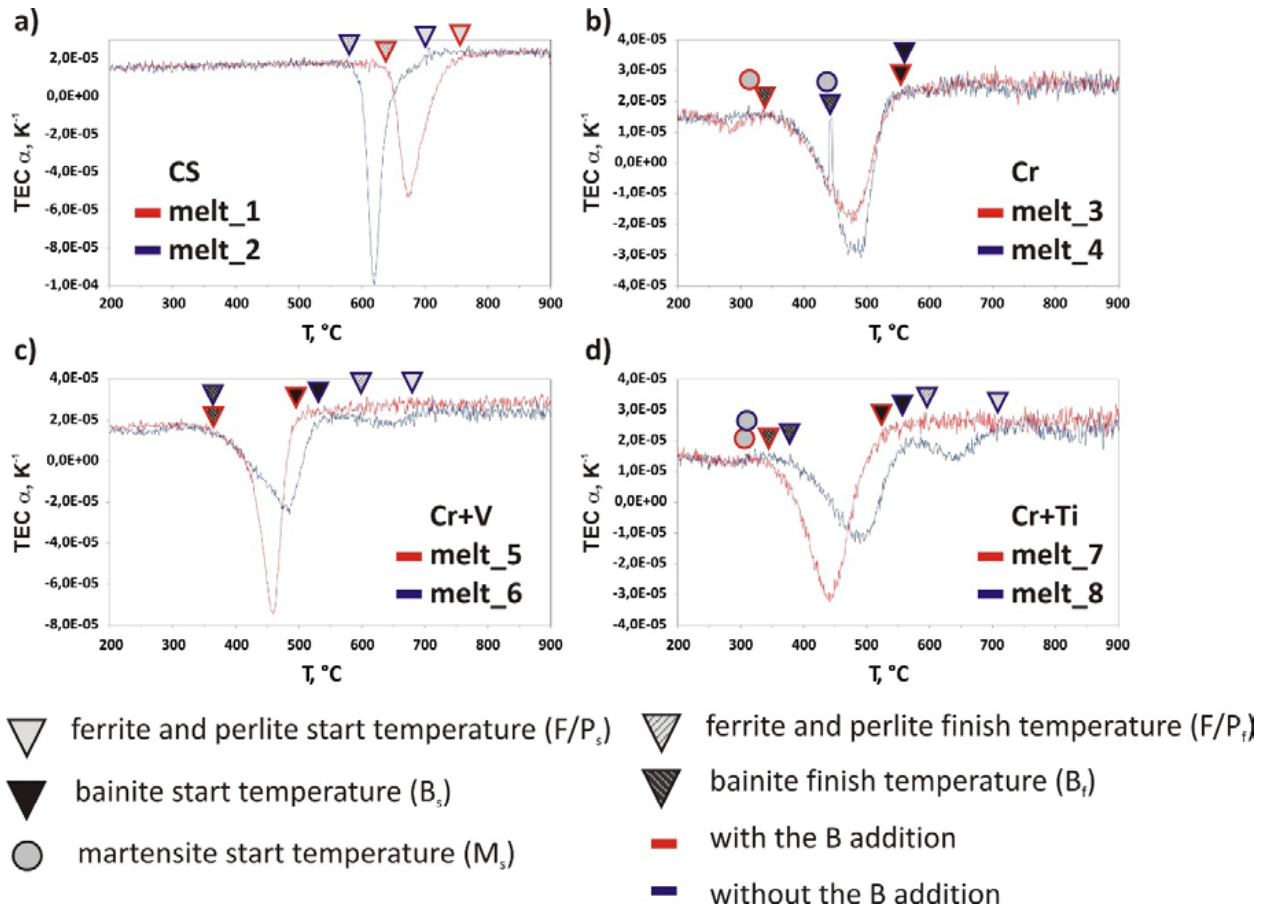 a)
TEC α, K⁻¹
2,0E-05
0,0E+00
-2,0E-05
-4,0E-05
-6,0E-05
-8,0E-05
-1,0E-04
CS
melt_1
melt_2
200 300 400 500 600 700 800 900
T, °C
b)
TEC α, K⁻¹
4,0E-05
3,0E-05
2,0E-05
1,0E-05
0,0E+00
-1,0E-05
-2,0E-05
-3,0E-05
-4,0E-05
Cr
melt_3
melt_4
200 300 400 500 600 700 800 900
T, °C
c)
TEC α, K⁻¹
4,0E-05
2,0E-05
0,0E+00
-2,0E-05
-4,0E-05
-6,0E-05
-8,0E-05
Cr+V
melt_5
melt_6
200 300 400 500 600 700 800 900
T, °C
d)
TEC α, K⁻¹
4,0E-05
3,0E-05
2,0E-05
1,0E-05
0,0E+00
-1,0E-05
-2,0E-05
-3,0E-05
-4,0E-05
Cr+Ti
melt_7
melt_8
200 300 400 500 600 700 800 900
T, °C
ferrite and perlite start temperature (F/Pₛ)
bainite start temperature (Bₛ)
martensite start temperature (Mₛ)
ferrite and perlite finish temperature (F/P_f)
bainite finish temperature (B_f)
with the B addition
without the B addition